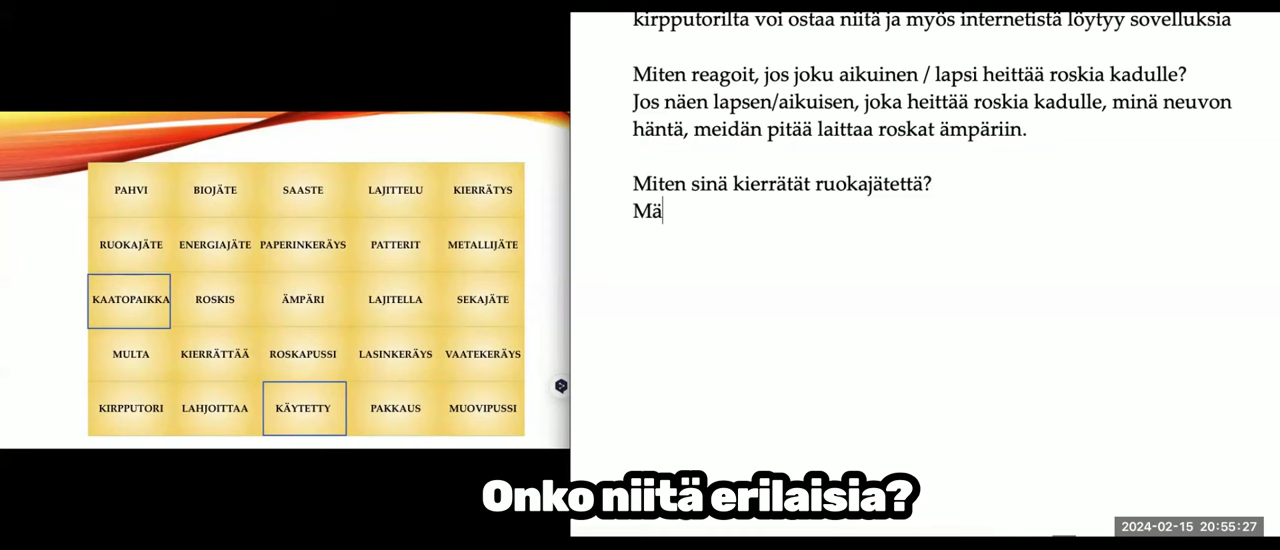 kirpputorilta voi ostaa niitä ja myös internetistä löytyy sovelluksia
Miten reagoit, jos joku aikuinen / lapsi heittää roskia kadulle?
Jos näen lapsen/aikuisen, joka heittää roskia kadulle, minä neuvon
häntä, meidän pitää laittaa roskat ämpäriin.
Miten sinä kierrätät ruokajätettä?
Mä
PAHVI BIOJÄTE SAASTE LAJITTELU KIERRÄTYS
RUOKAJÄTE ENERGIAJÄTE PAPERINKERÄYS PATTERIT METALLIJÄTE
KAATOPAIKKA ROSKIS ÄMPÄRI LAJITELLA SEKAJÄTE
MULTA KIERRÄTTÄÄ ROSKAPUSSI LASINKERÄYS VAATEKERÄYS
KIRPPUTORI LAHJOITTAA KÄYTETTY PAKKAUS MUOVIPUSSI
Onko niitä erilaisia?
2024-02-15 20:55:27